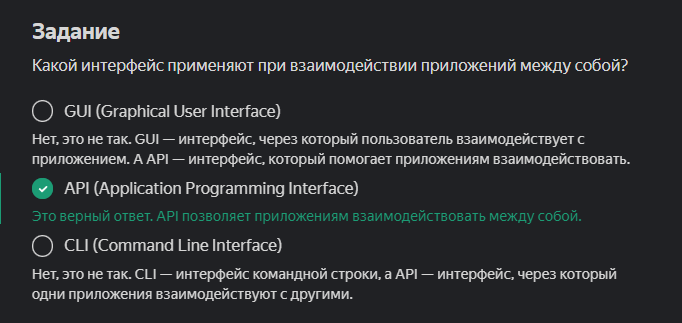 Задание
Какой интерфейс применяют при взаимодействии приложений между собой?
GUI (Graphical User Interface)
Нет, это не так. GUI — интерфейс, через который пользователь взаимодействует с
приложением. А API — интерфейс, который помогает приложениям взаимодействовать.
API (Application Programming Interface)
Это верный ответ. API позволяет приложениям взаимодействовать между собой.
CLI (Command Line Interface)
Нет, это не так. CLI — интерфейс командной строки, а API — интерфейс, через который
одни приложения взаимодействуют с другими.